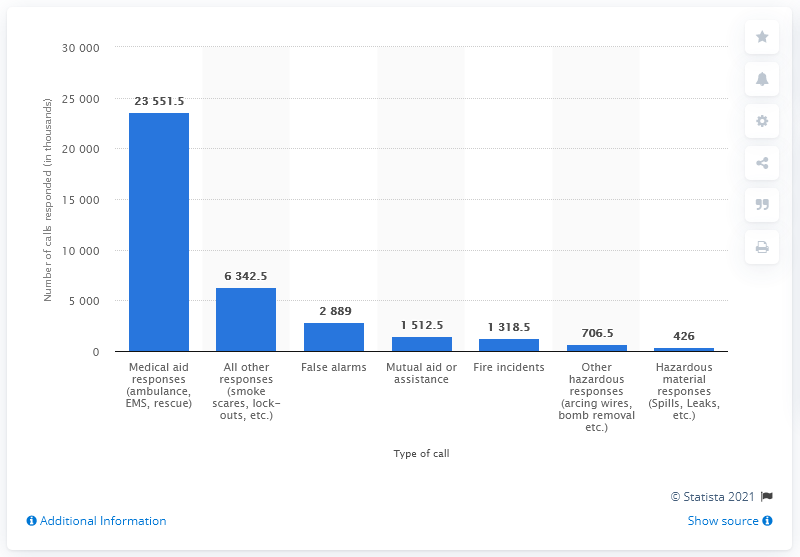 30 000
25 000
20 000
15 000
10 000
5 000
0
Number of calls responded (in thousands)
23 551.5
6 342.5
2 889
1 512.5
1 318.5
706.5
426
Medical aid
responses
(ambulance,
EMS, rescue)
All other
responses
(smoke
scares, lock-
outs, etc.)
False alarms
Mutual aid or
assistance
Fire incidents
Other
hazardous
responses
(arcing wires,
bomb removal
etc.)
Hazardous
material
responses
(Spills, Leaks,
etc.)
Type of call
© Statista 2021
Additional Information
Show source